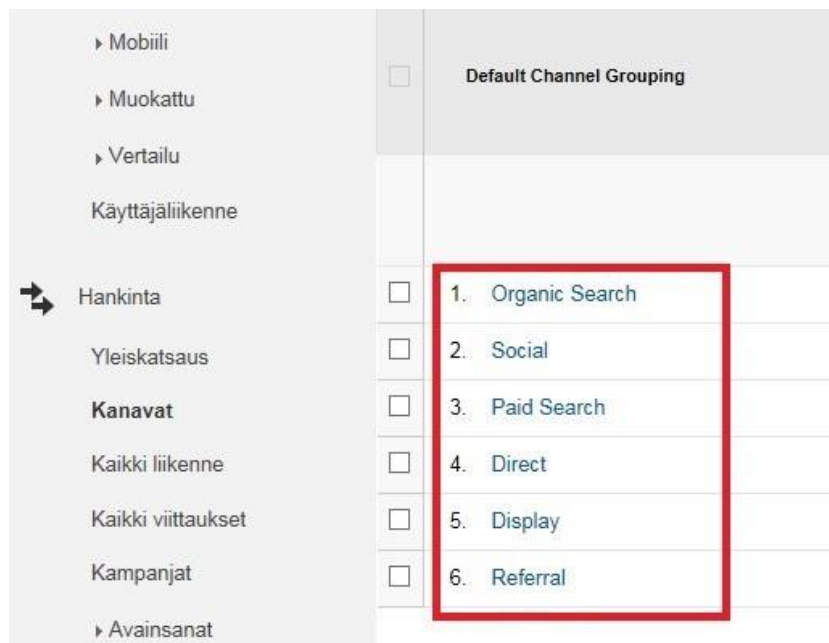 Mobiili
Muokattu
Vertailu
Käyttäjäliikenne
Hankinta
Yleiskatsaus
Kanavat
Kaikki liikenne
Kaikki viittaukset
Kampanjat
Avainsanat
Default Channel Grouping
1. Organic Search
2. Social
3. Paid Search
4. Direct
5. Display
6. Referral